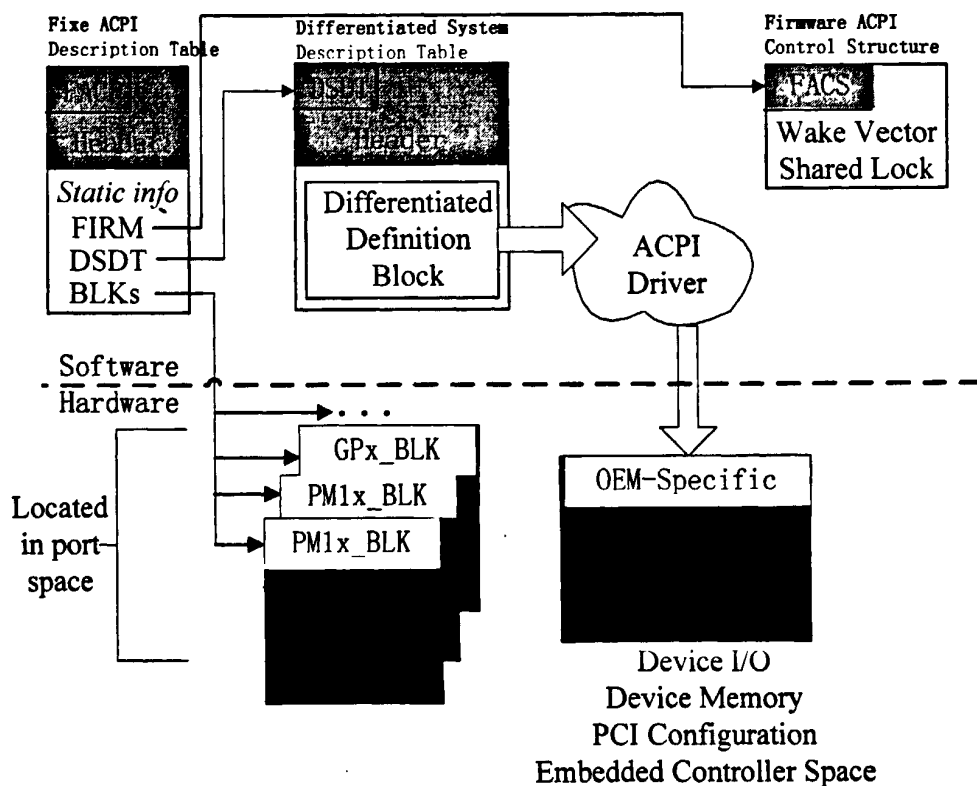 Fixe ACPI
Description Table
Header
Static info
FIRM
DSDT
BLKs
Differentiated System
Description Table
DSDT
Header
Differentiated
Definition
Block
Firmware ACPI
Control Structure
FACS
Wake Vector
Shared Lock
ACPI
Driver
Software
Hardware
. . .
GPx_BLK
PM1x_BLK
PM1x_BLK
Located
in port
space
OEM-Specific
Device I/O
Device Memory
PCI Configuration
Embedded Controller Space